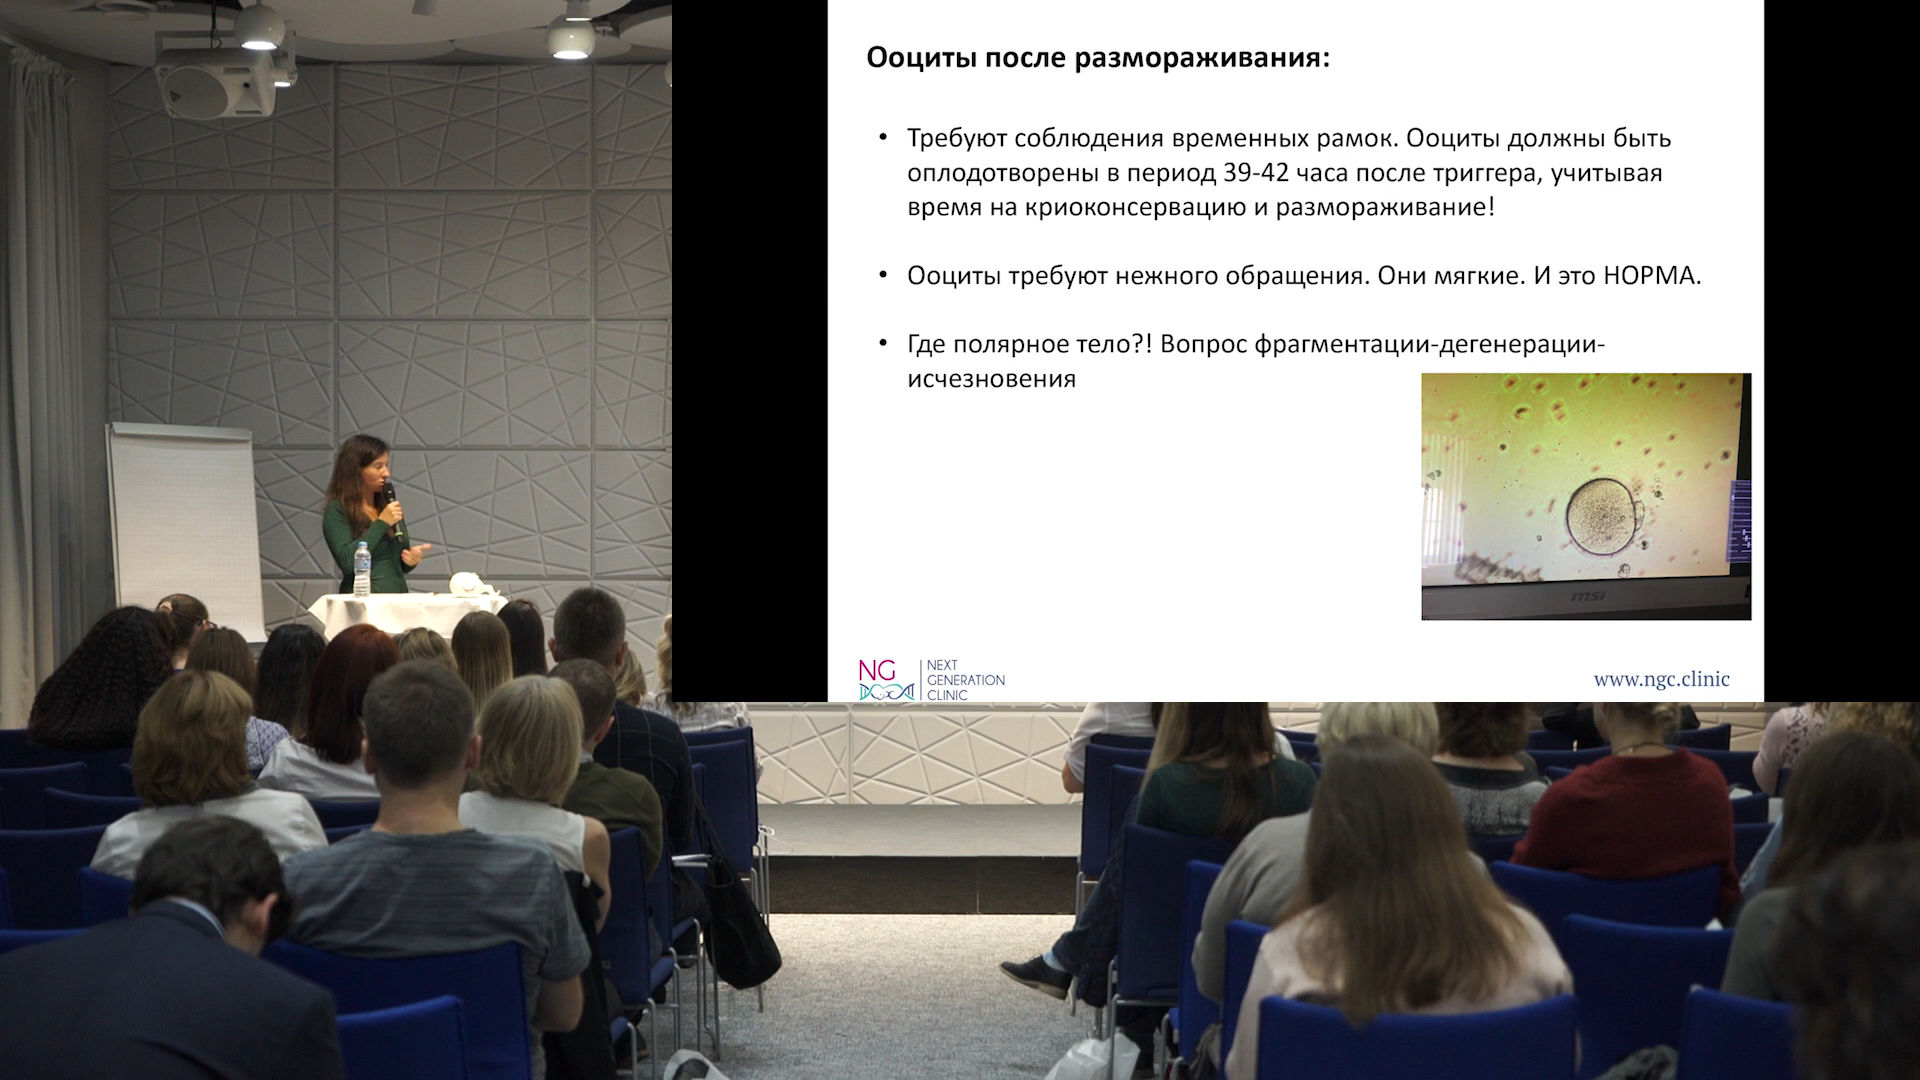 Ооциты после размораживания:
• Требуют соблюдения временных рамок. Ооциты должны быть
оплодотворены в период 39-42 часа после триггера, учитывая
время на криоконсервацию и размораживание!
• Ооциты требуют нежного обращения. Они мягкие. И это НОРМА.
• Где полярное тело?! Вопрос фрагментации-дегенерации-
исчезновения
msi
NG
NEXT
GENERATION
CLINIC
www.ngc.clinic